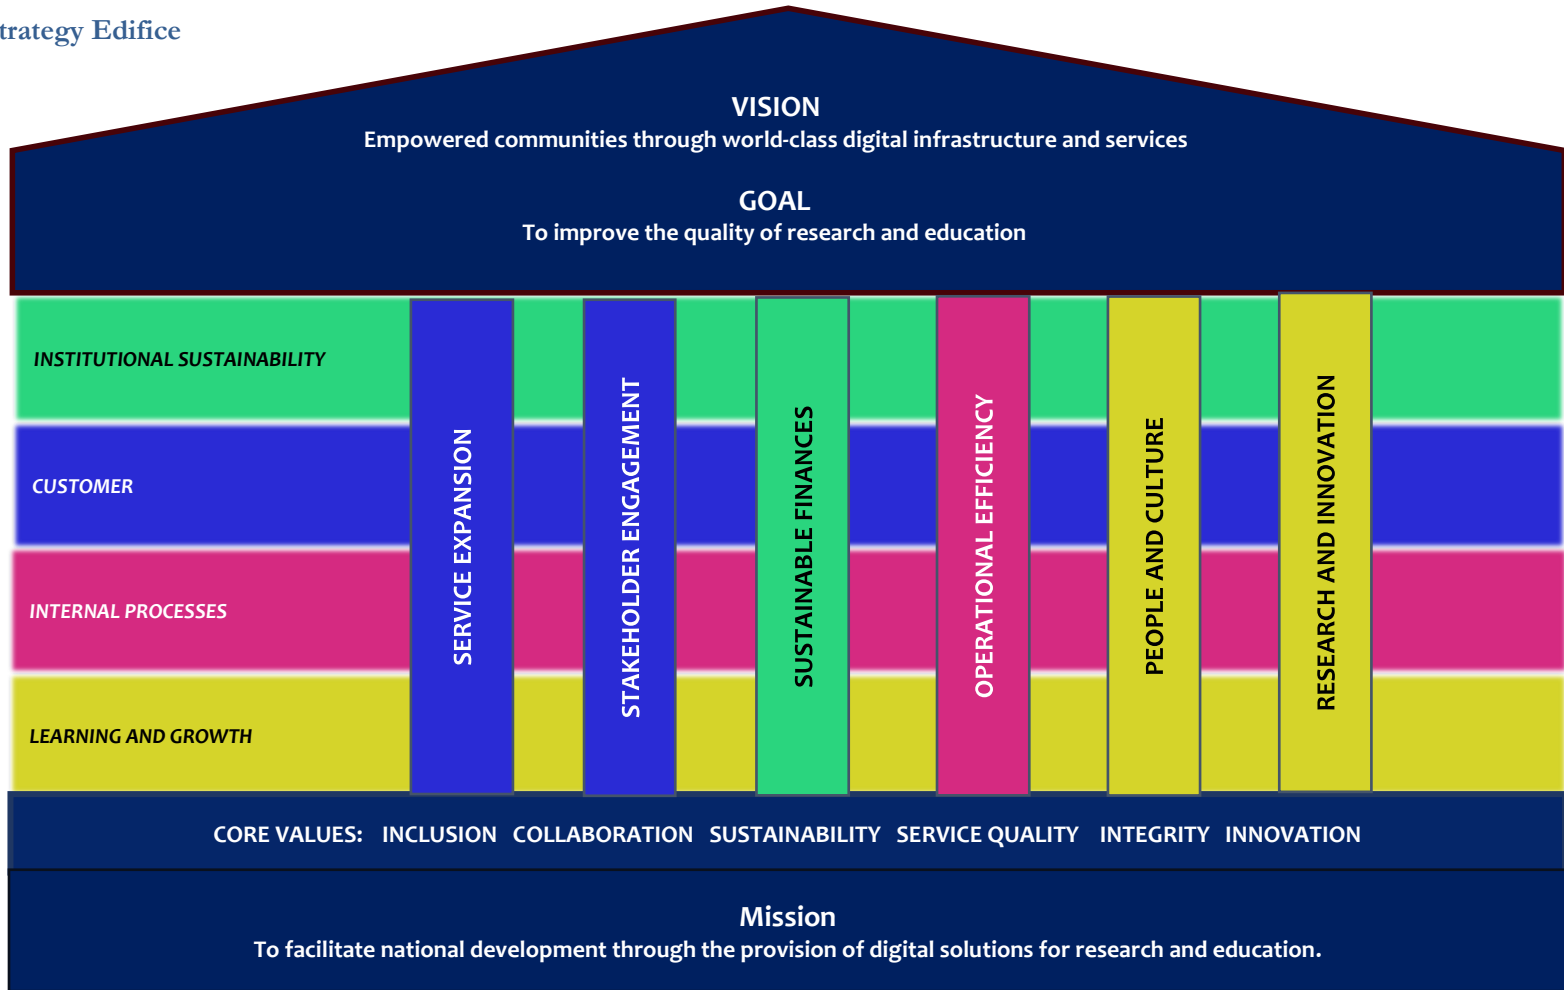 trategy Edifice
VISION
Empowered communities through world-class digital infrastructure and services
GOAL
To improve the quality of research and education
INSTITUTIONAL SUSTAINABILITY
CUSTOMER
INTERNAL PROCESSES
LEARNING AND GROWTH
SERVICE EXPANSION
STAKEHOLDER ENGAGEMENT
SUSTAINABLE FINANCES
OPERATIONAL EFFICIENCY
PEOPLE AND CULTURE
RESEARCH AND INNOVATION
CORE VALUES: INCLUSION COLLABORATION SUSTAINABILITY SERVICE QUALITY INTEGRITY INNOVATION
Mission
To facilitate national development through the provision of digital solutions for research and education.